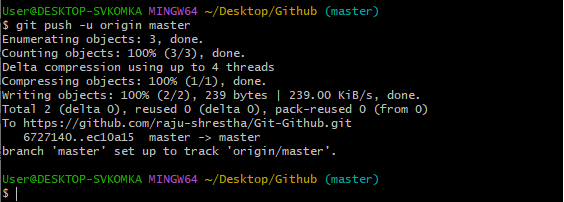 User@DESKTOP-SVKOMKA MINGW64 ~/Desktop/Github (master)
$ git push -u origin master
Enumerating objects: 3, done.
Counting objects: 100% (3/3), done.
Delta compression using up to 4 threads
Compressing objects: 100% (1/1), done.
Writing objects: 100% (2/2), 239 bytes | 239.00 KiB/s, done.
Total 2 (delta 0), reused 0 (delta 0), pack-reused 0 (from 0)
To https://github.com/raju-shrestha/Git-Github.git
   6727140..ec10a15  master -> master
branch 'master' set up to track 'origin/master'.
User@DESKTOP-SVKOMKA MINGW64 ~/Desktop/Github (master)
$